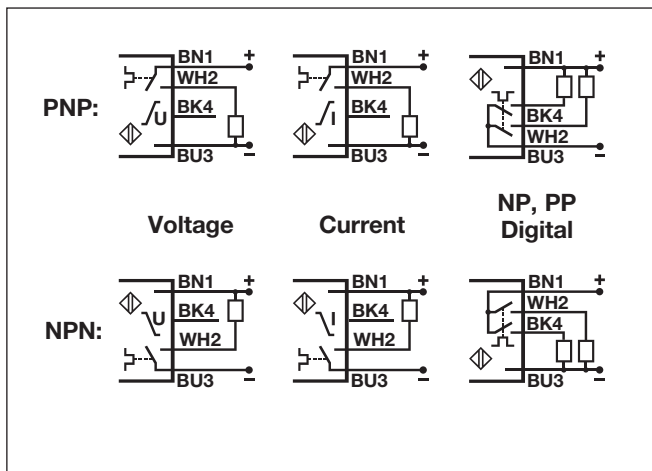 PNP:
BN1 +
WH2
BK4
U
BU3 -
BN1 +
WH2
BK4
I
BU3 -
BN1 +
BK4
WH2
BU3 -
Voltage
Current
NP, PP
Digital
NPN:
BN1 +
U
BK4
WH2
BU3 -
BN1 +
I
BK4
WH2
BU3 -
BN1 +
WH2
BK4
BU3 -